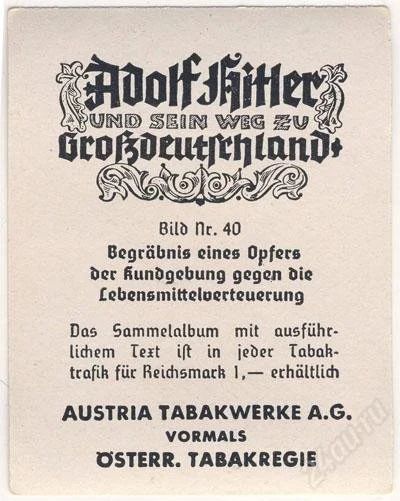 Adolf Hitler
UND SEIN WEG ZU
Großdeutschland
Bild Nr. 40
Begräbnis eines Opfers
der Kundgebung gegen die
Lebensmittelverteuerung
Das Sammelalbum mit ausführ-
lichem Text ist in jeder Tabak-
trafik für Reichsmark 1,— erhältlich
AUSTRIA TABAKWERKE A.G.
VORMALS
ÖSTERR. TABAKREGIE
24au.ru